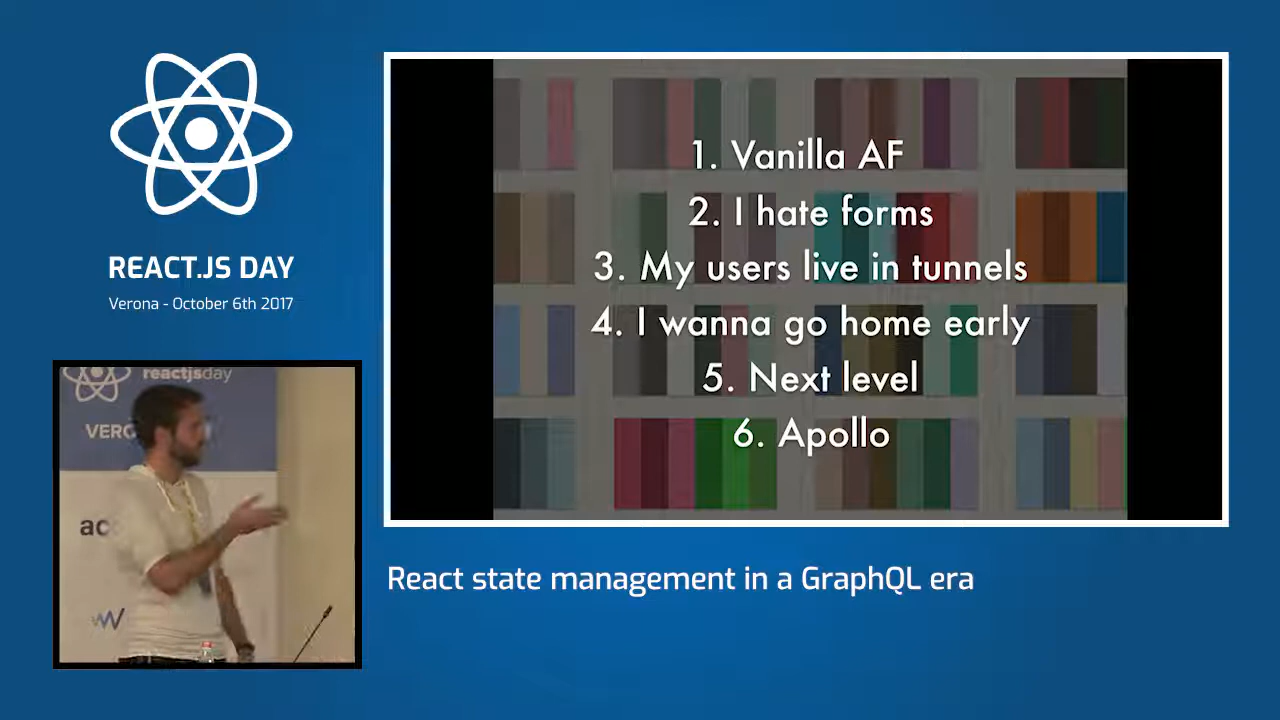 REACT.JS DAY
Verona - October 6th 2017
1. Vanilla AF
2. I hate forms
3. My users live in tunnels
4. I wanna go home early
5. Next level
6. Apollo
reactjsday
React state management in a GraphQL era